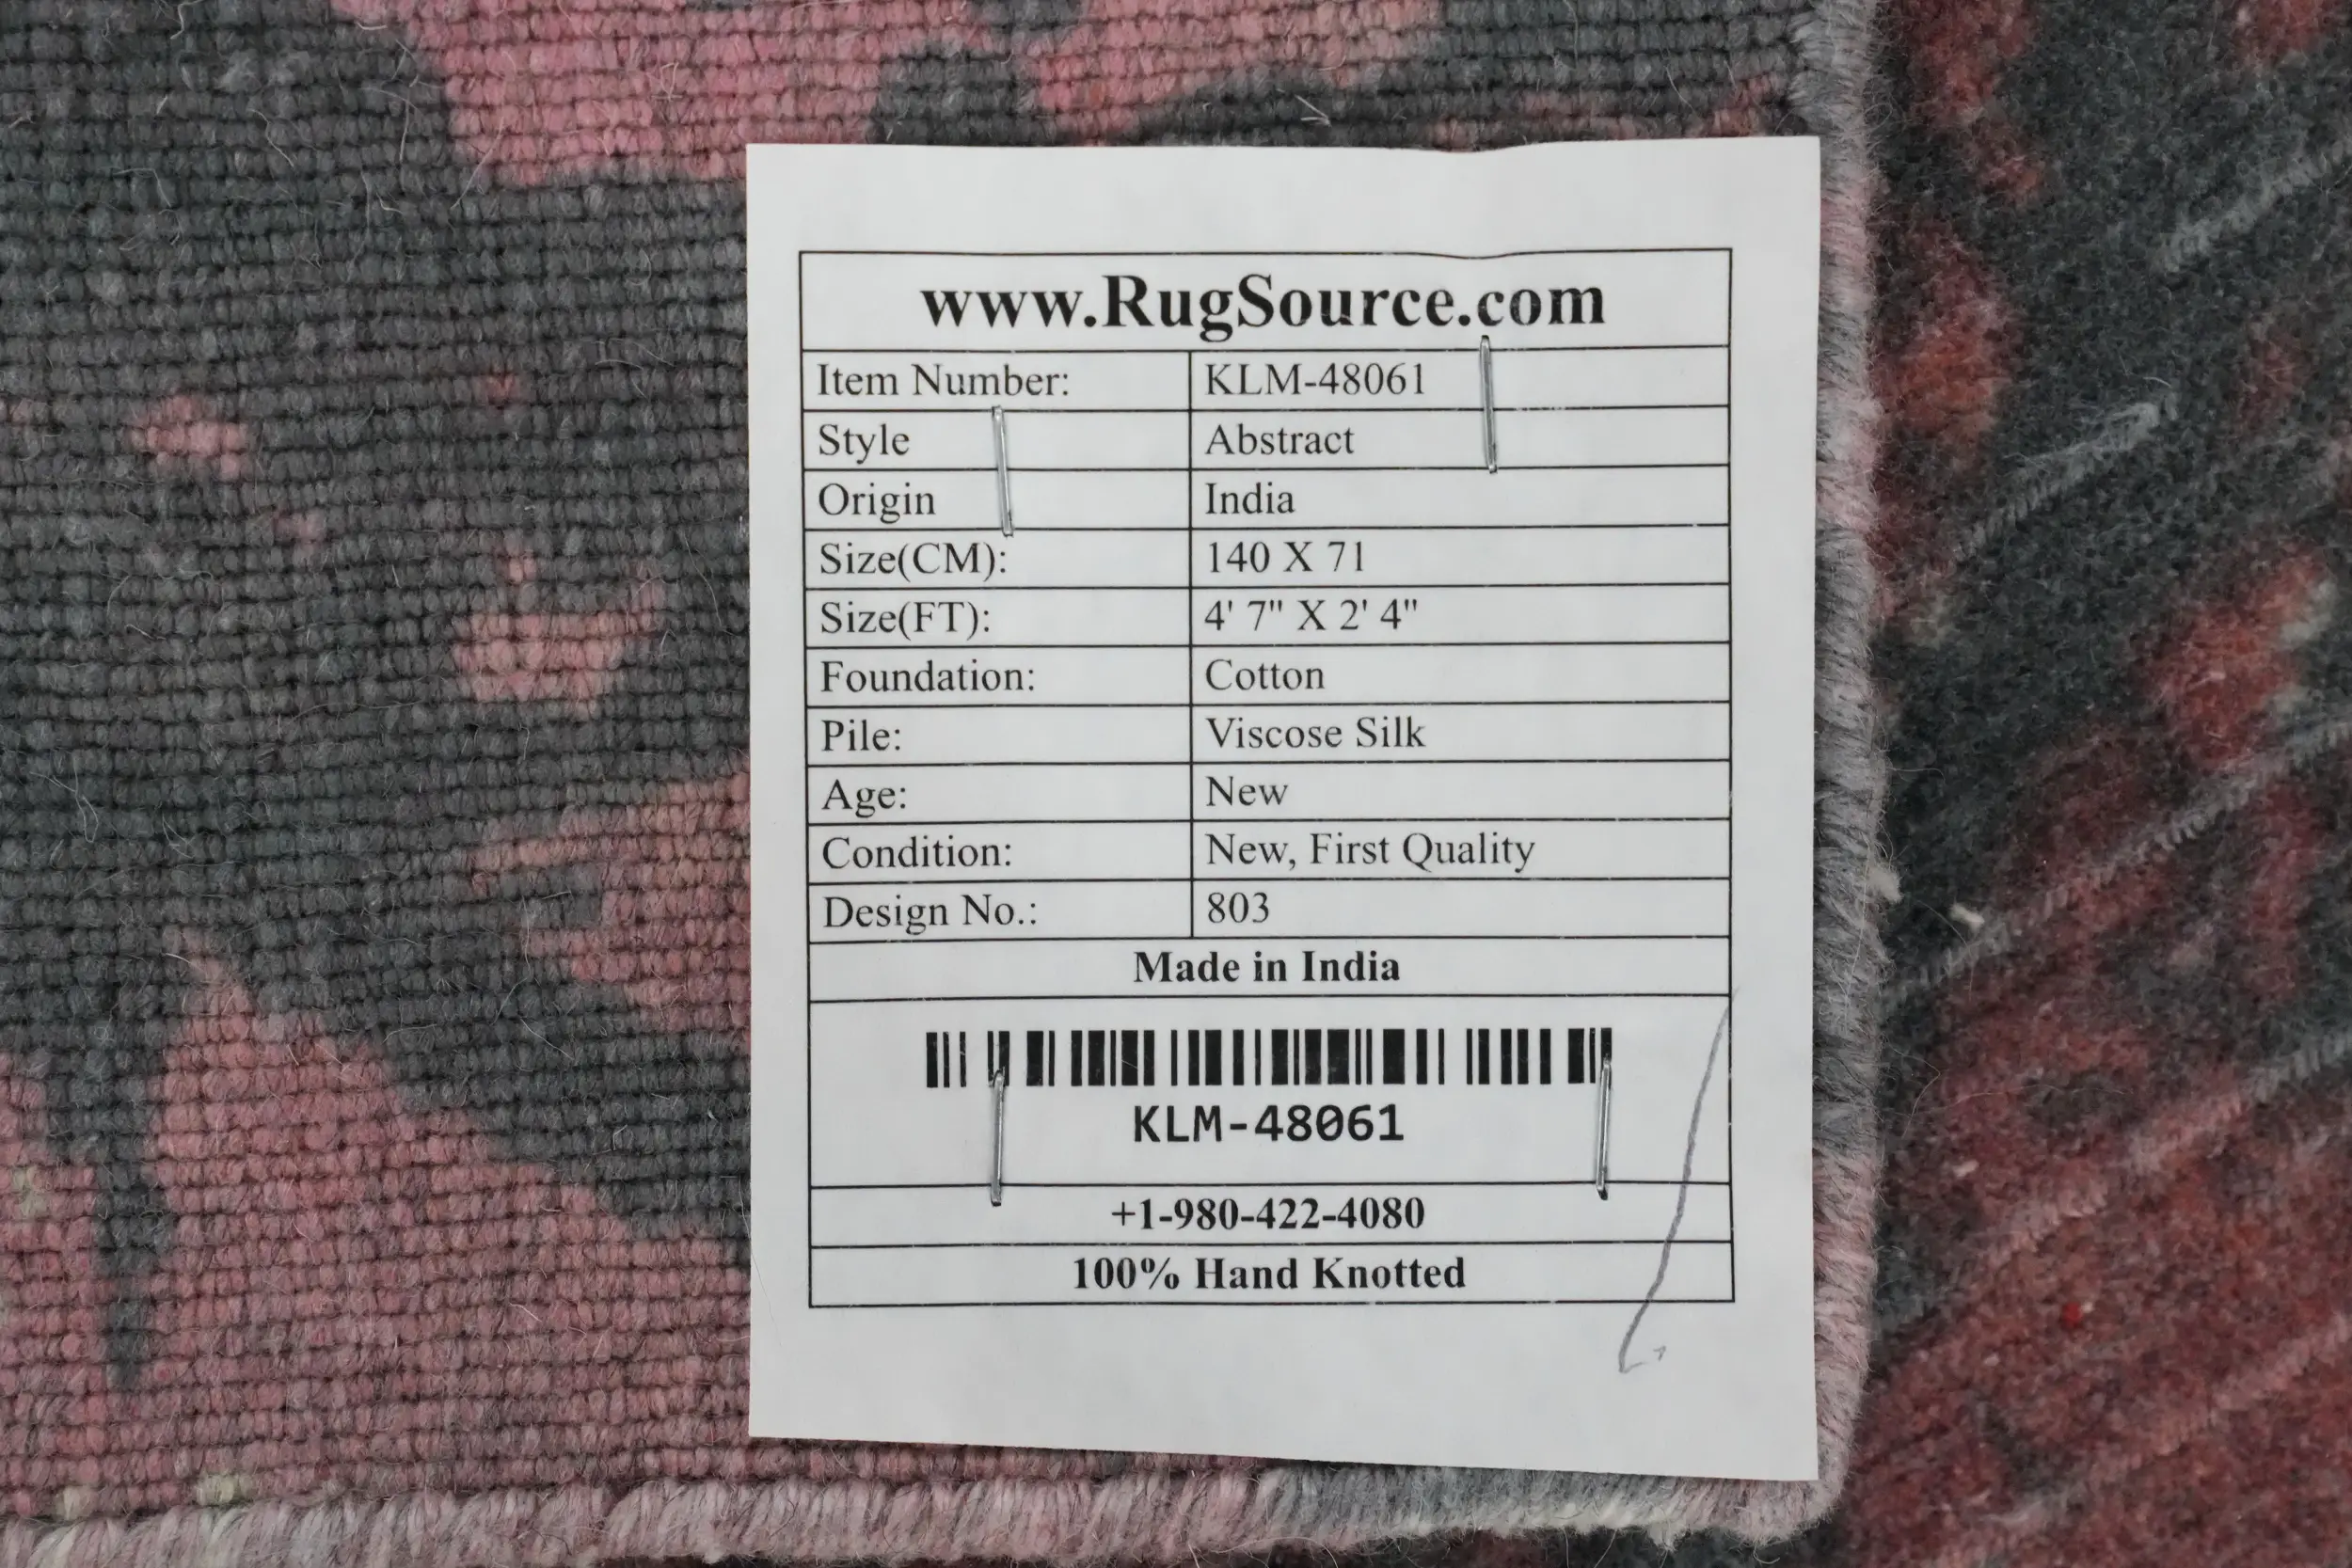 www.RugSource.com
Item Number: KLM-48061
Style Abstract
Origin India
Size(CM): 140 X 71
Size(FT): 4' 7" X 2' 4"
Foundation: Cotton
Pile: Viscose Silk
Age: New
Condition: New, First Quality
Design No.: 803
Made in India
KLM-48061
+1-980-422-4080
100% Hand Knotted